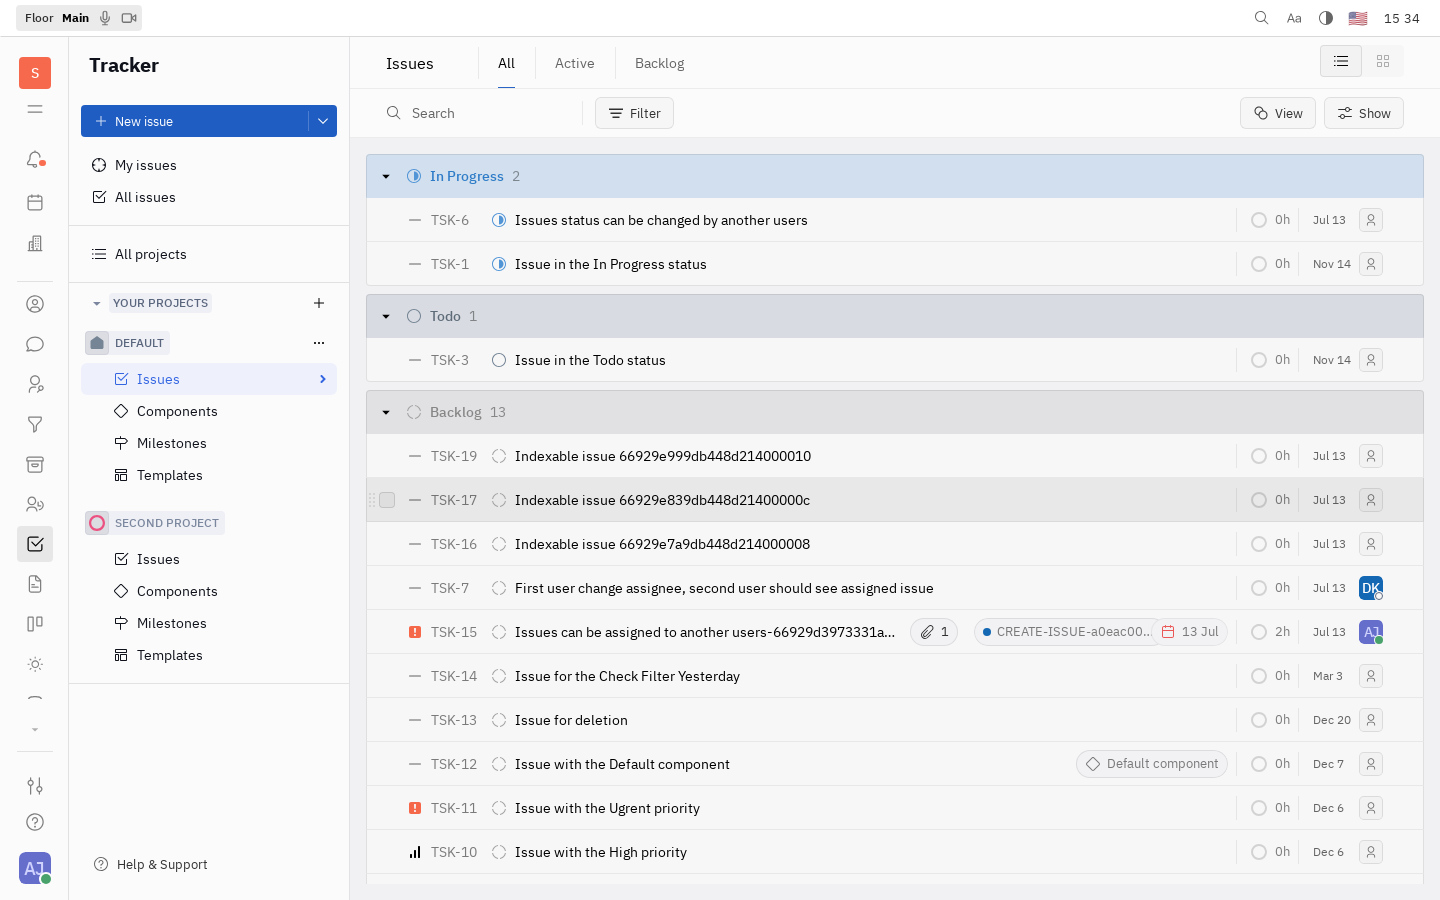 Floor Main
Aa
15 34
S
Tracker
New issue
My issues
All issues
All projects
YOUR PROJECTS
DEFAULT
Issues
Components
Milestones
Templates
SECOND PROJECT
Issues
Components
Milestones
Templates
Help & Support
AJ
Issues
All
Active
Backlog
Search
Filter
View
Show
In Progress 2
TSK-6 Issues status can be changed by another users 0h Jul 13
TSK-1 Issue in the In Progress status 0h Nov 14
Todo 1
TSK-3 Issue in the Todo status 0h Nov 14
Backlog 13
TSK-19 Indexable issue 66929e999db448d214000010 0h Jul 13
TSK-17 Indexable issue 66929e839db448d21400000c 0h Jul 13
TSK-16 Indexable issue 66929e7a9db448d214000008 0h Jul 13
TSK-7 First user change assignee, second user should see assigned issue 0h Jul 13 DK
TSK-15 Issues can be assigned to another users-66929d3973331a... 1 CREATE-ISSUE-a0eac00... 13 Jul 2h Jul 13 AJ
TSK-14 Issue for the Check Filter Yesterday 0h Mar 3
TSK-13 Issue for deletion 0h Dec 20
TSK-12 Issue with the Default component Default component 0h Dec 7
TSK-11 Issue with the Ugrent priority 0h Dec 6
TSK-10 Issue with the High priority 0h Dec 6